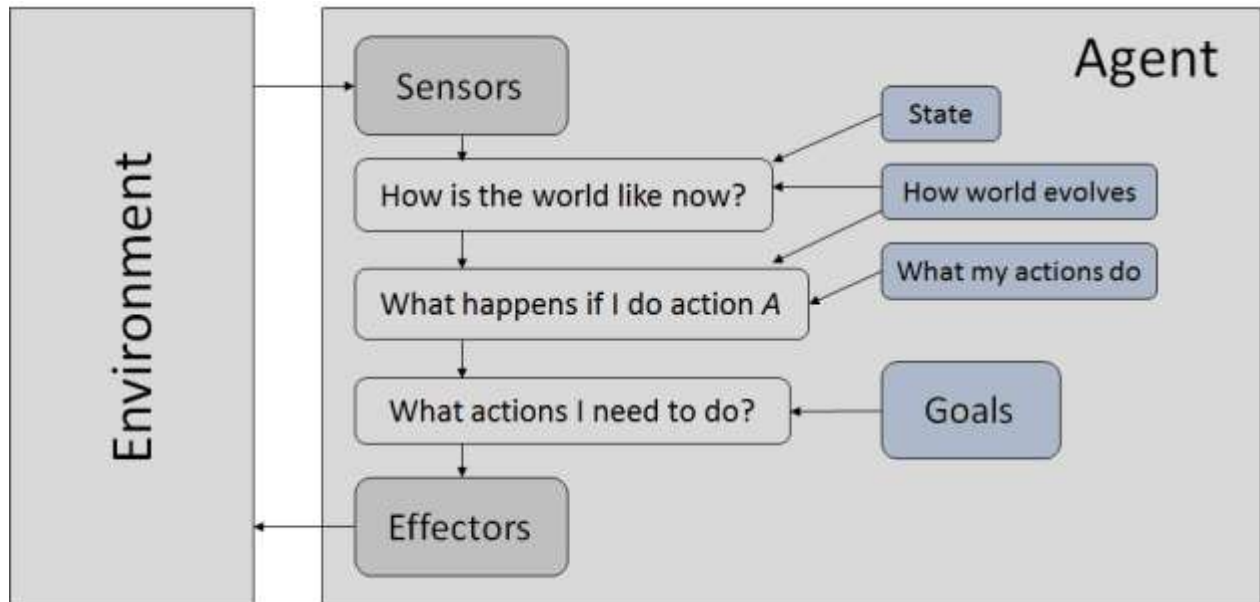 Environment
Agent
Sensors
State
How is the world like now?
How world evolves
What my actions do
What happens if I do action A
What actions I need to do?
Goals
Effectors